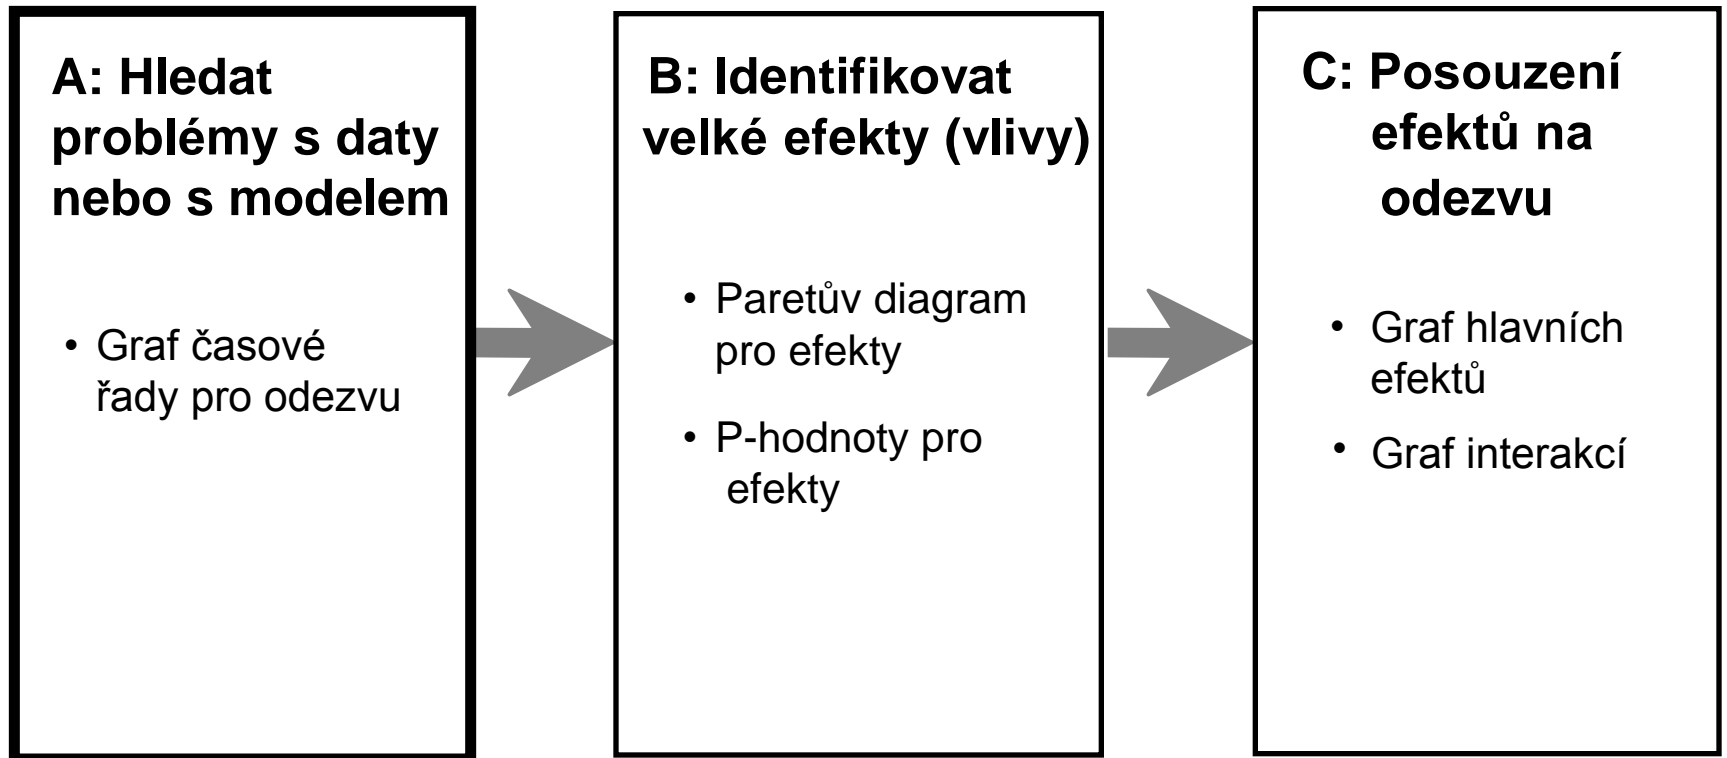 A: Hledat
problémy s daty
nebo s modelem
• Graf časové
řady pro odezvu
B: Identifikovat
velké efekty (vlivy)
• Paretův diagram
pro efekty
• P-hodnoty pro
efekty
C: Posouzení
efektů na
odezvu
• Graf hlavních
efektů
• Graf interakcí